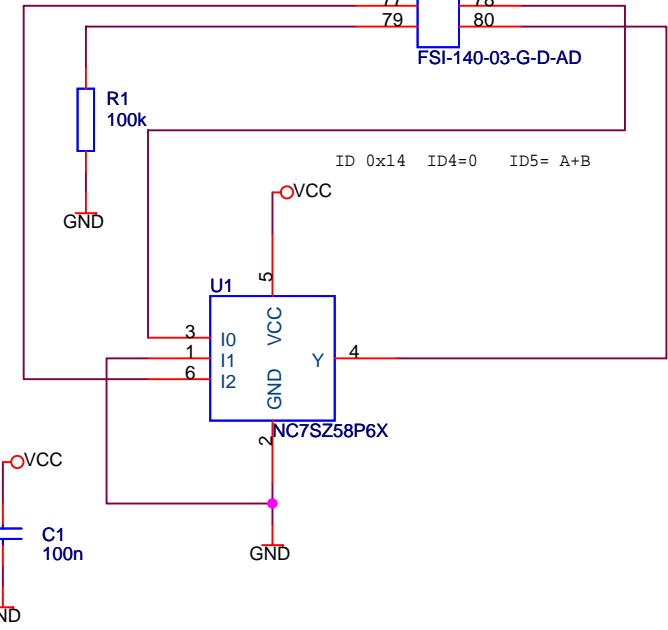 77 78
79 80
FSI-140-03-G-D-AD
R1
100k
ID 0x14 ID4=0 ID5= A+B
VCC
GND
5
U1
VCC
3 I0
1 I1 Y 4
6 I2
GND
2
NC7SZ58P6X
VCC
C1
100n
GND
ND